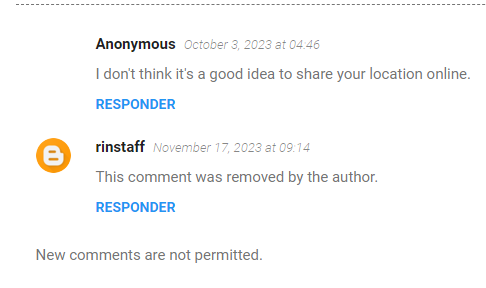 Anonymous October 3, 2023 at 04:46
I don't think it's a good idea to share your location online.
RESPONDER
rinstaff November 17, 2023 at 09:14
This comment was removed by the author.
RESPONDER
New comments are not permitted.